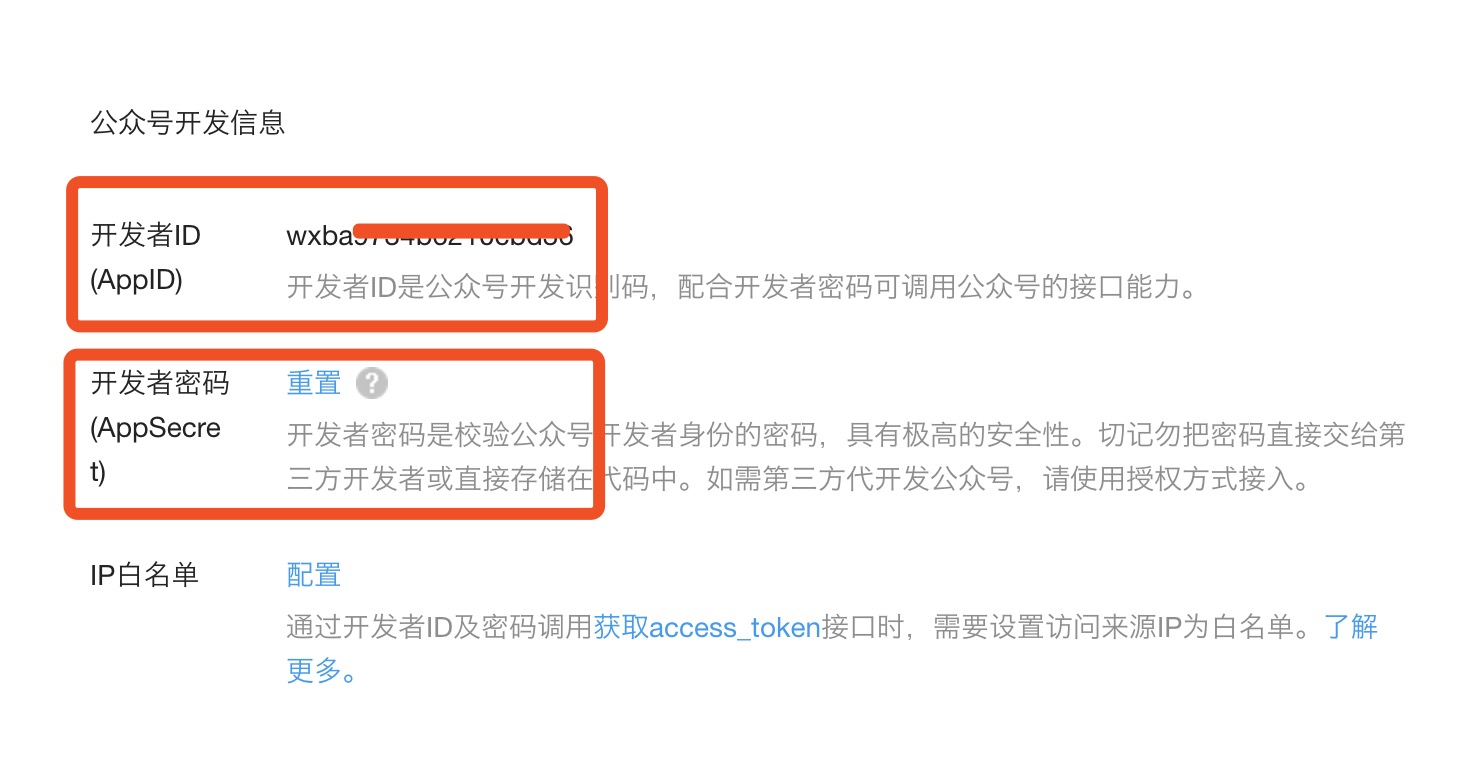 公众号开发信息
开发者ID
(AppID)
开发者ID是公众号开发识别码，配合开发者密码可调用公众号的接口能力。
开发者密码
(AppSecre
t)
重置 ?
开发者密码是校验公众号开发者身份的密码，具有极高的安全性。切记勿把密码直接交给第
三方开发者或直接存储在代码中。如需第三方代开发公众号，请使用授权方式接入。
IP白名单
配置
通过开发者ID及密码调用获取access_token接口时，需要设置访问来源IP为白名单。了解
更多。